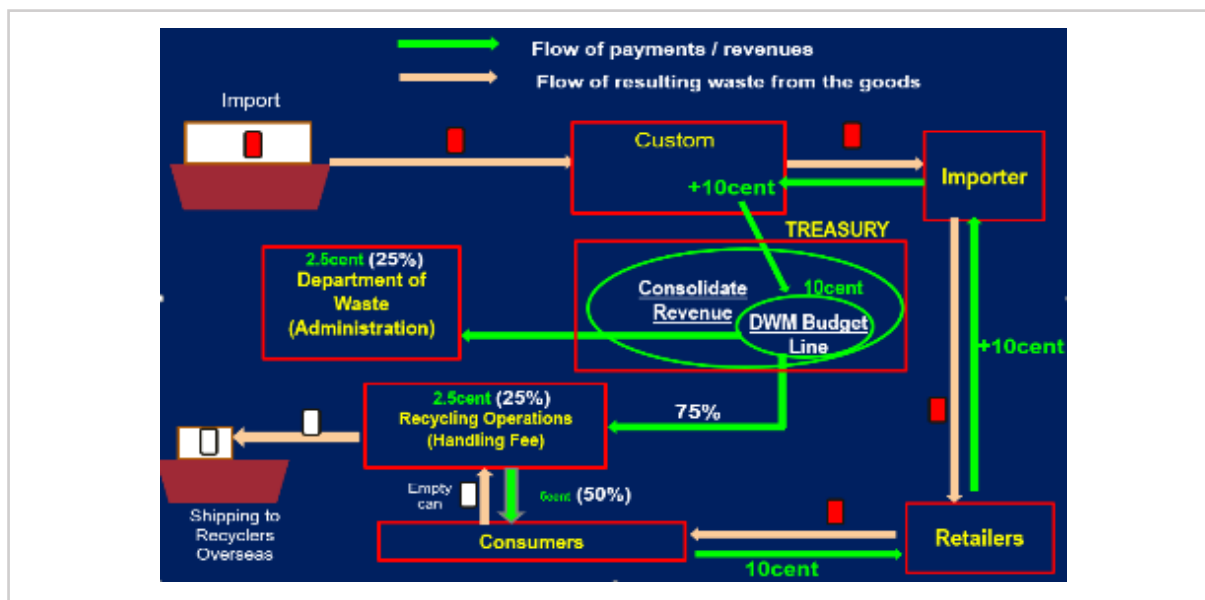 Flow of payments / revenues
Flow of resulting waste from the goods
Import
Custom
+10cent
Importer
TREASURY
2.5cent (25%)
Department of
Waste
(Administration)
Consolidate
Revenue
10cent
DWM Budget
Line
+10cent
2.5cent (25%)
Recycling Operations
(Handling Fee)
75%
Empty
can
5cent (50%)
Shipping to
Recyclers
Overseas
Consumers
10cent
Retailers